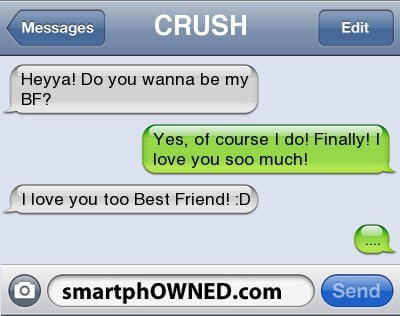 Messages
CRUSH
Edit
Heyya! Do you wanna be my
BF?
Yes, of course I do! Finally! I
love you soo much!
I love you too Best Friend! :D
....
smartphOWNED.com
Send